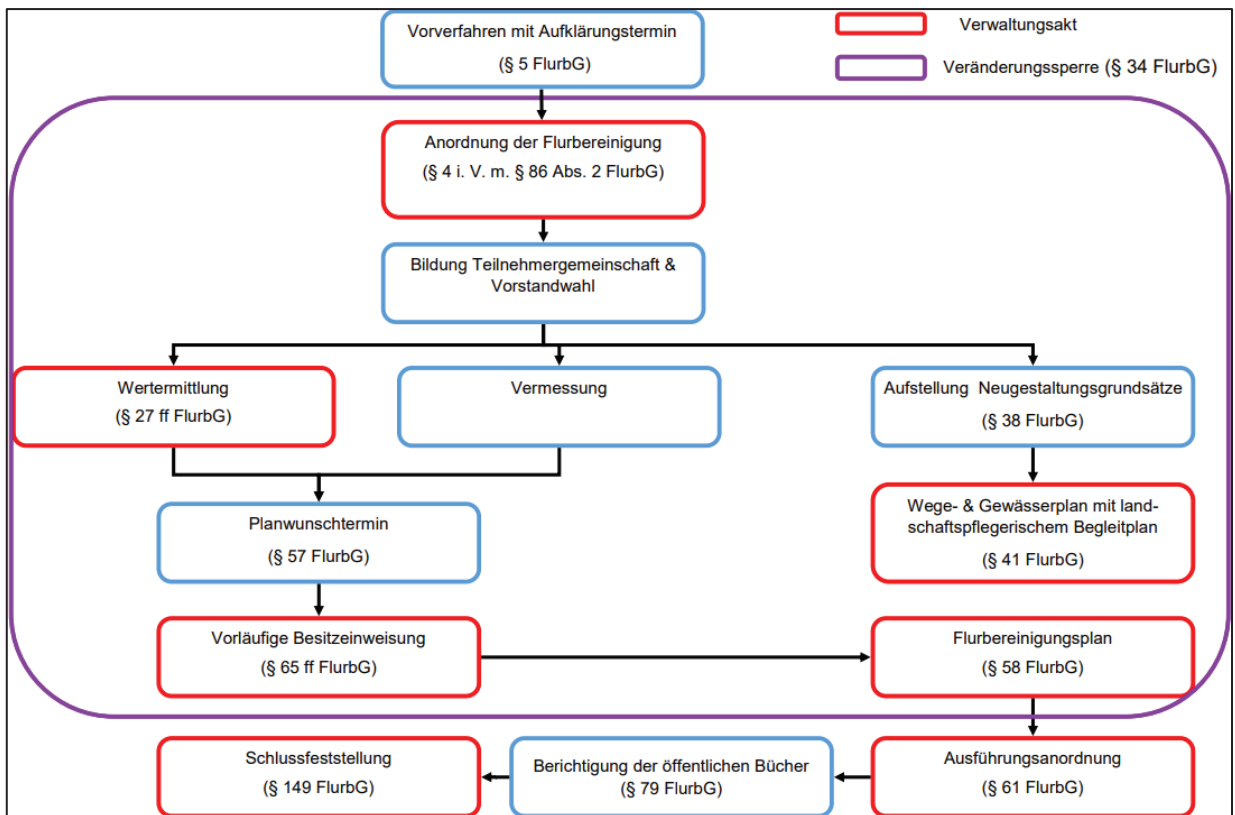 Vorverfahren mit Aufklärungstermin
(§ 5 FlurbG)
Verwaltungsakt
Veränderungssperre (§ 34 FlurbG)
Anordnung der Flurbereinigung
(§ 4 i. V. m. § 86 Abs. 2 FlurbG)
Bildung Teilnehmergemeinschaft &
Vorstandwahl
Wertermittlung
(§ 27 ff FlurbG)
Vermessung
Aufstellung Neugestaltungsgrundsätze
(§ 38 FlurbG)
Planwunschtermin
(§ 57 FlurbG)
Wege- & Gewässerplan mit land-
schaftspflegerischem Begleitplan
(§ 41 FlurbG)
Vorläufige Besitzeinweisung
(§ 65 ff FlurbG)
Flurbereinigungsplan
(§ 58 FlurbG)
Schlussfeststellung
(§ 149 FlurbG)
Berichtigung der öffentlichen Bücher
(§ 79 FlurbG)
Ausführungsanordnung
(§ 61 FlurbG)